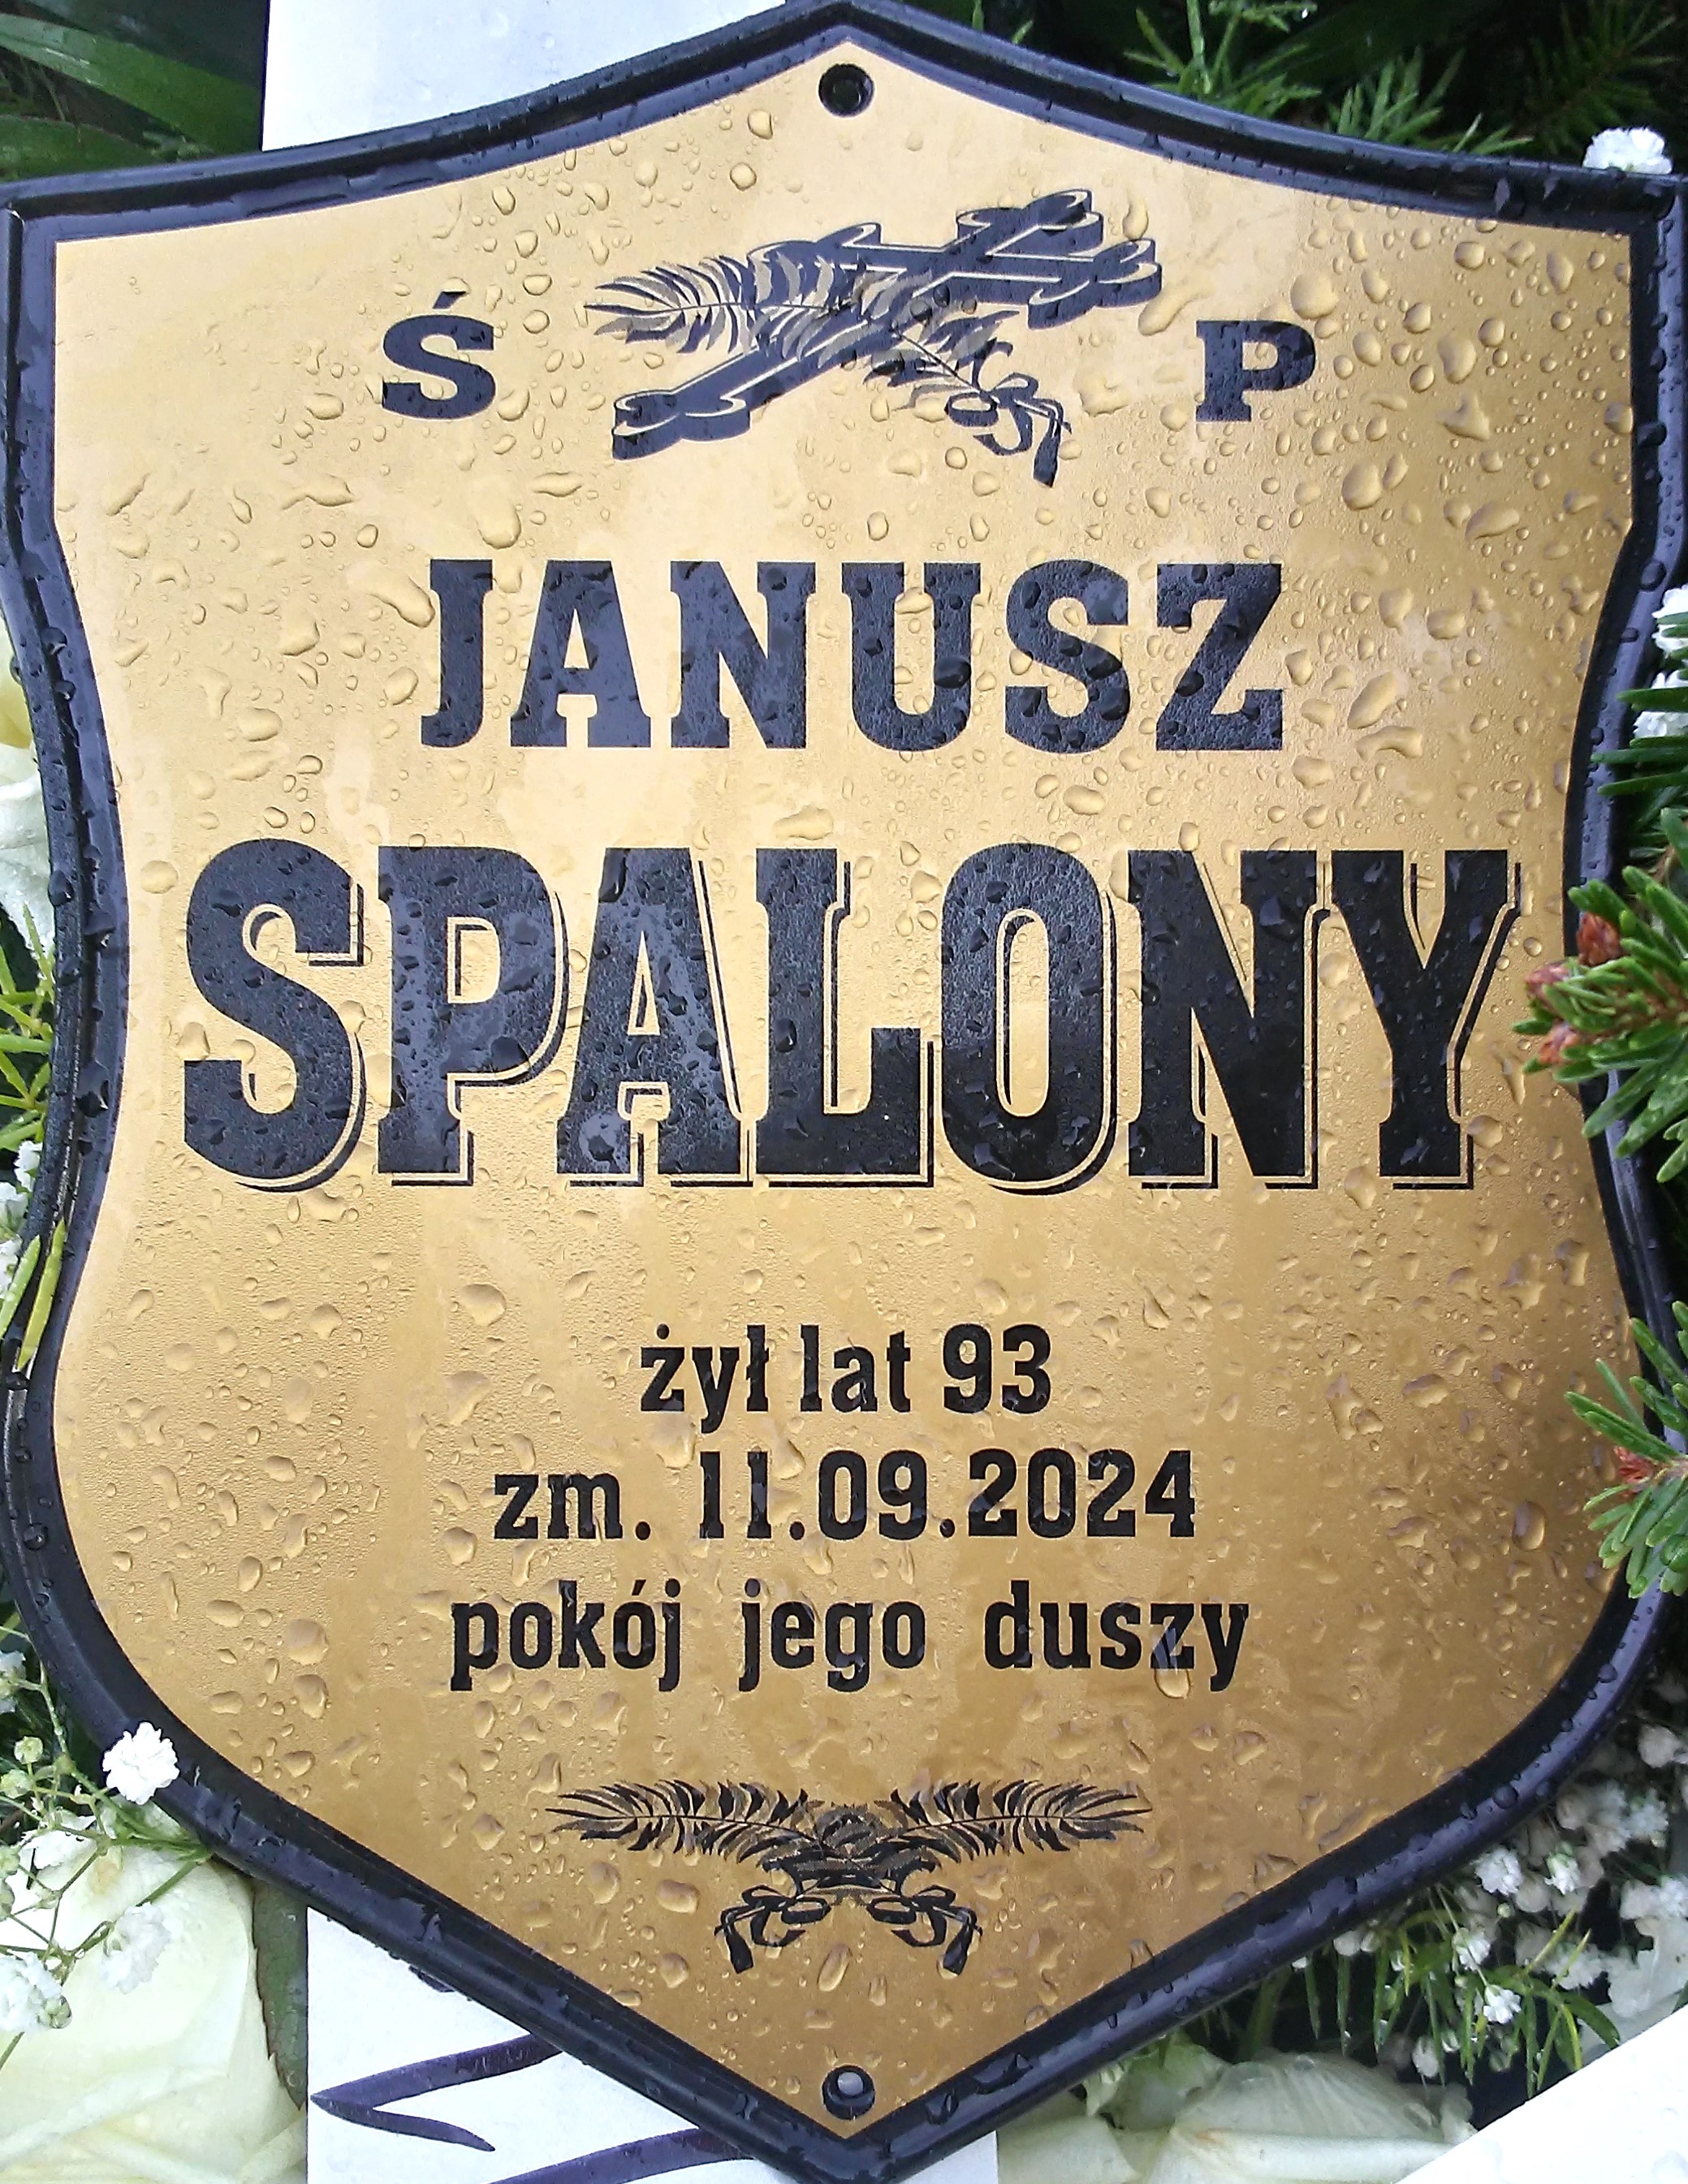 Ś P
JANUSZ
SPALONY
żył lat 93
zm. 11.09.2024
pokój jego duszy